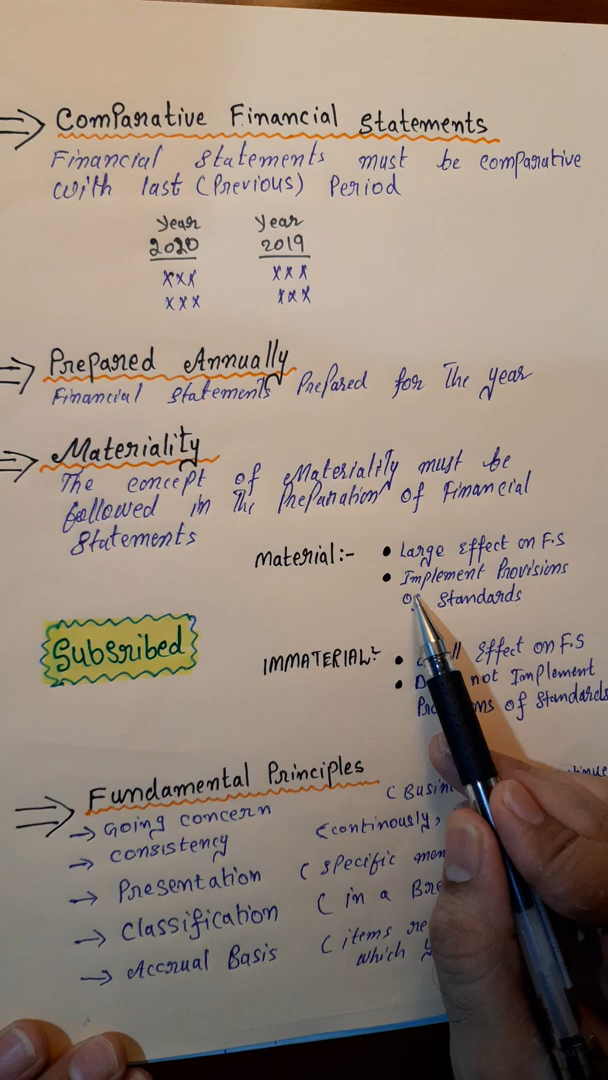 Comparative Financial Statements
Financial Statements must be comparative
with last (Previous) Period
Year Year
2020 2019
xxx xxx
xxx xxx
Prepared Annually
Financial Statements Prepared for The year
Materiality
The concept of Materiality must be
followed in The Preparation of Financial
Statements
Material:-
• Large Effect on F.S
• Implement Provisions
of Standards
Subsribed
IMMATERIAL:-
• Effect on F.S
• not Implement
of Standards
Fundamental Principles
→ Going concern (
→ consistency (continously,
→ Presentation (specific
→ Classification (in a
→ Accrual Basis (items
which